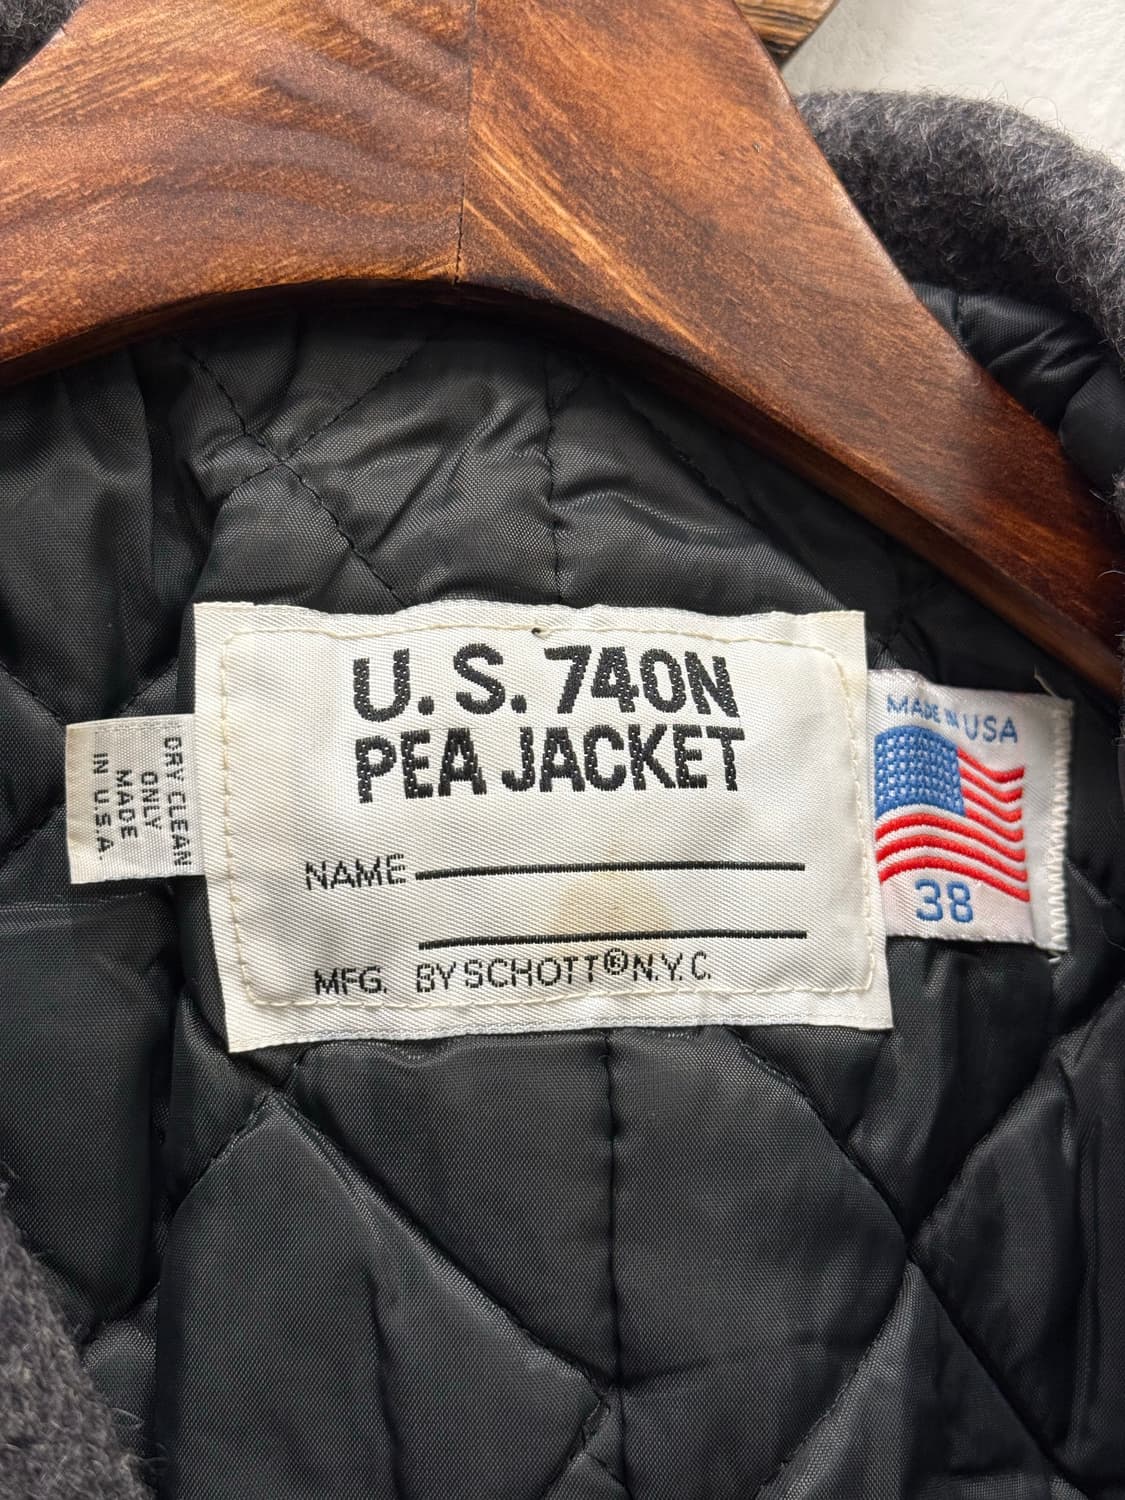 U.S. 740N
PEA JACKET
NAME
MFG. BY SCHOTT® N.Y.C.
DRY CLEAN
ONLY
MADE
IN U.S.A.
MADE IN USA
38